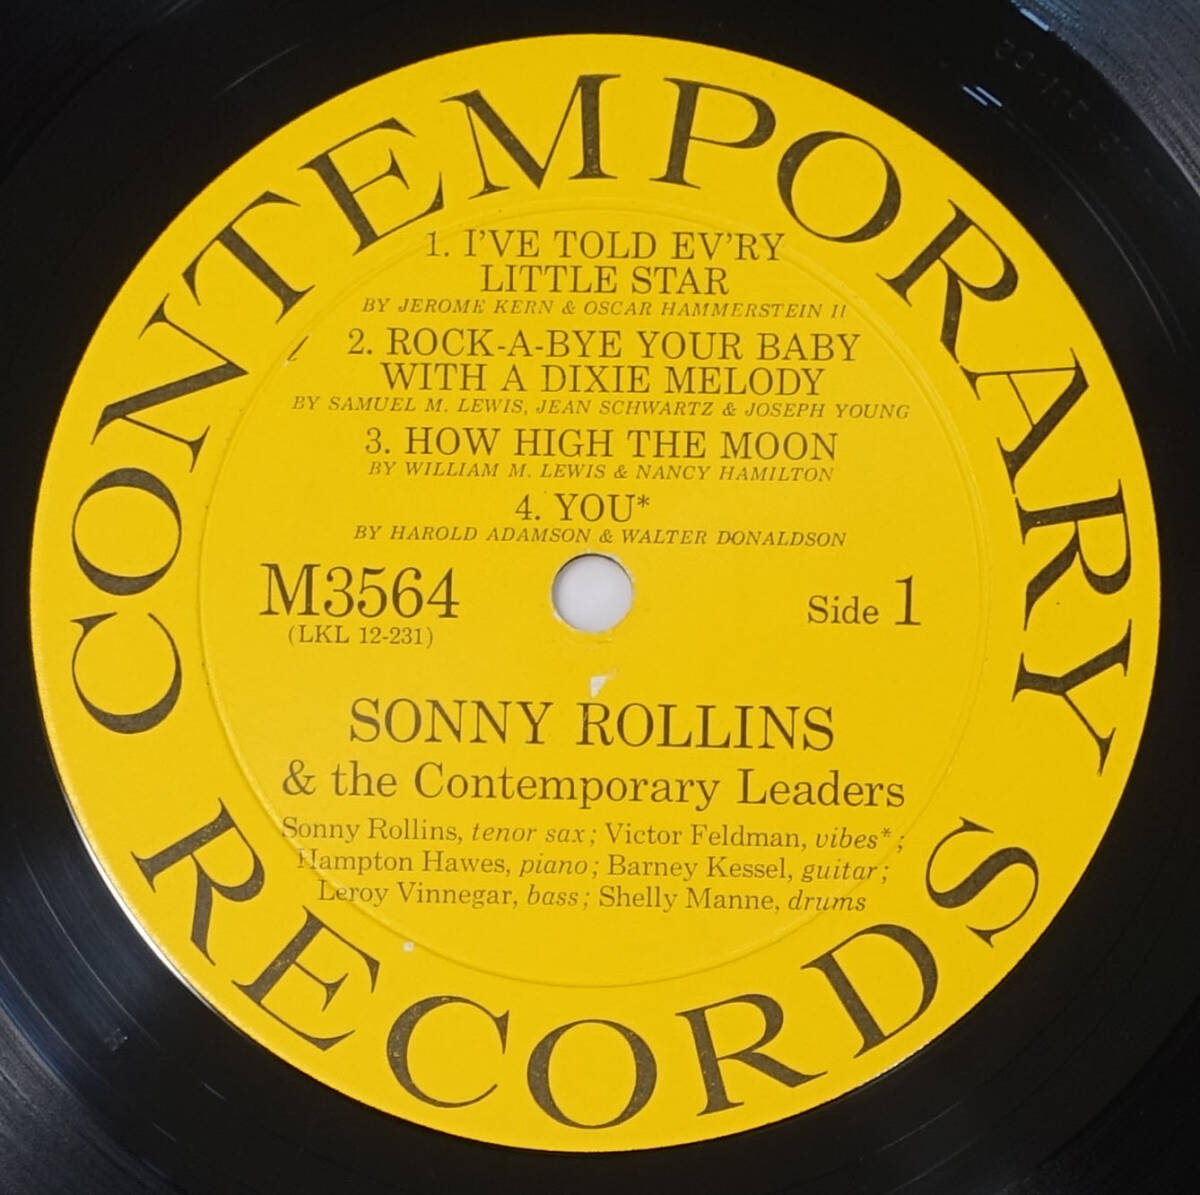 CONTEMPORARY
1. I'VE TOLD EV'RY
LITTLE STAR
BY JEROME KERN & OSCAR HAMMERSTEIN II
2. ROCK-A-BYE YOUR BABY
WITH A DIXIE MELODY
BY SAMUEL M. LEWIS, JEAN SCHWARTZ & JOSEPH YOUNG
3. HOW HIGH THE MOON
BY WILLIAM M. LEWIS & NANCY HAMILTON
4. YOU*
BY HAROLD ADAMSON & WALTER DONALDSON
M3564
(LKL 12-231)
Side 1
SONNY ROLLINS
& the Contemporary Leaders
Sonny Rollins, tenor sax; Victor Feldman, vibes*;
Hampton Hawes, piano; Barney Kessel, guitar;
Leroy Vinnegar, bass; Shelly Manne, drums
RECORDS